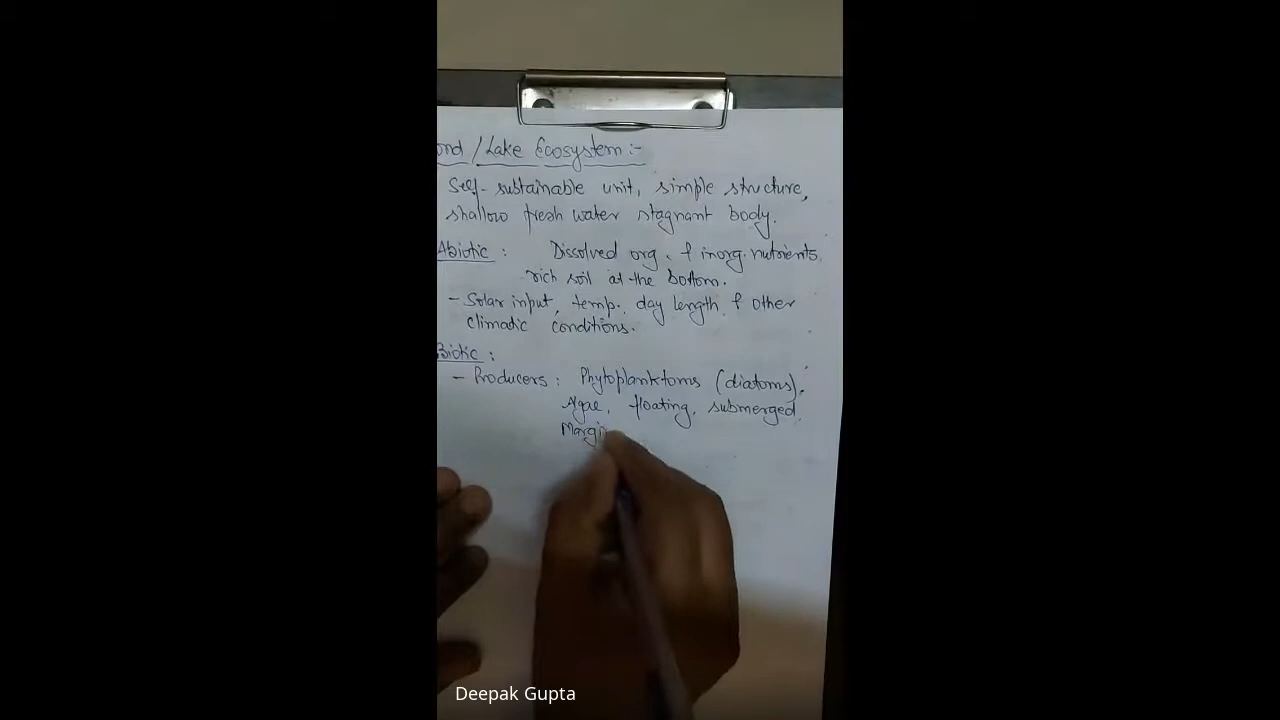 ond / Lake Ecosystem :-
Self- sustainable unit, simple structure,
shallow fresh water stagnant body.
Abiotic : Dissolved org. & inorg. nutrients,
rich soil at the bottom.
- Solar input, temp. day length & other
climatic conditions.
Biotic :
- Producers : Phytoplanktoms (diatoms),
Algae, floating, submerged,
Margi
Deepak Gupta